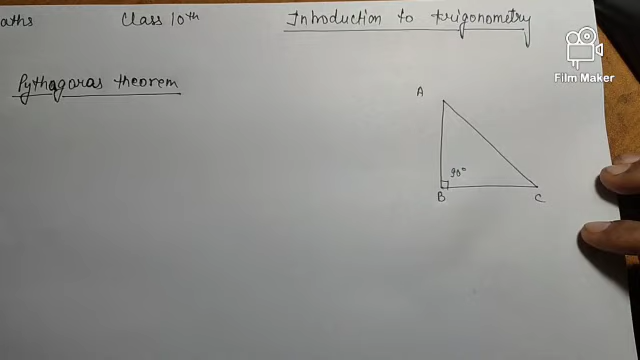 aths Class 10th Introduction to trigonometry
Film Maker
Pythagoras theorem
A
90°
B C